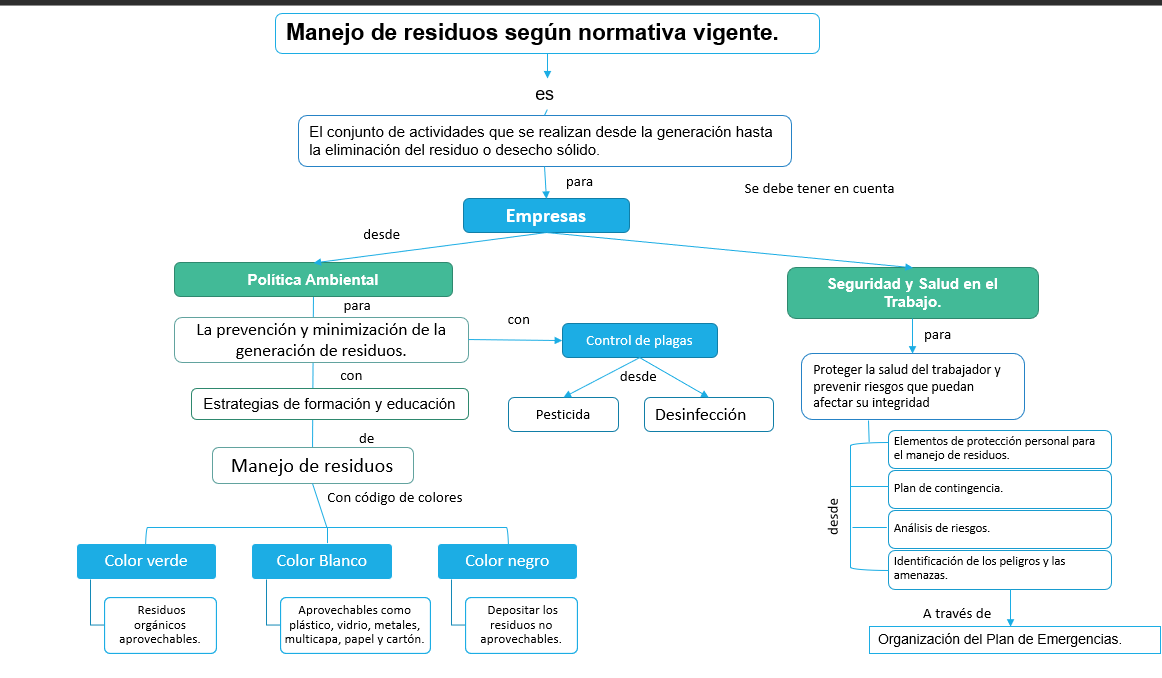 Manejo de residuos según normativa vigente.
es
El conjunto de actividades que se realizan desde la generación hasta
la eliminación del residuo o desecho sólido.
para
Se debe tener en cuenta
Empresas
desde
Política Ambiental
Seguridad y Salud en el
Trabajo.
para
La prevención y minimización de la
generación de residuos.
con
Control de plagas
para
con
desde
Proteger la salud del trabajador y
prevenir riesgos que puedan
afectar su integridad
Estrategias de formación y educación
Pesticida
Desinfección
de
Manejo de residuos
Con código de colores
desde
Elementos de protección personal para
el manejo de residuos.
Plan de contingencia.
Análisis de riesgos.
Identificación de los peligros y las
amenazas.
Color verde
Color Blanco
Color negro
Residuos
orgánicos
aprovechables.
Aprovechables como
plástico, vidrio, metales,
multicapa, papel y cartón.
Depositar los
residuos no
aprovechables.
A través de
Organización del Plan de Emergencias.